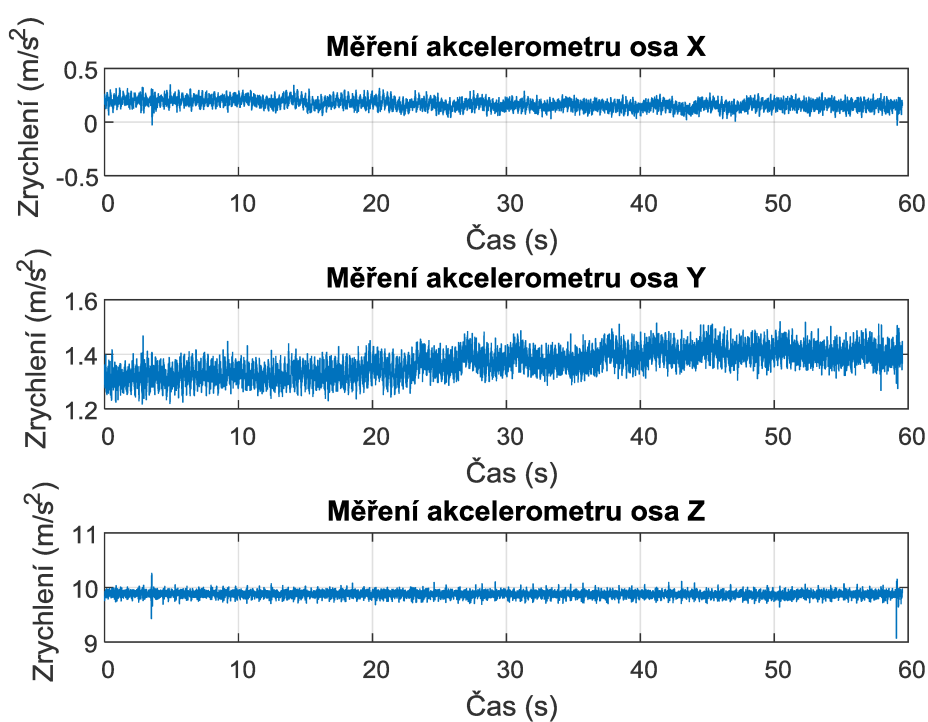 Měření akcelerometru osa X
Zrychlení (m/s²)
0.5
0
-0.5
0 10 20 30 40 50 60
Čas (s)
Měření akcelerometru osa Y
Zrychlení (m/s²)
1.6
1.4
1.2
0 10 20 30 40 50 60
Čas (s)
Měření akcelerometru osa Z
Zrychlení (m/s²)
11
10
9
0 10 20 30 40 50 60
Čas (s)